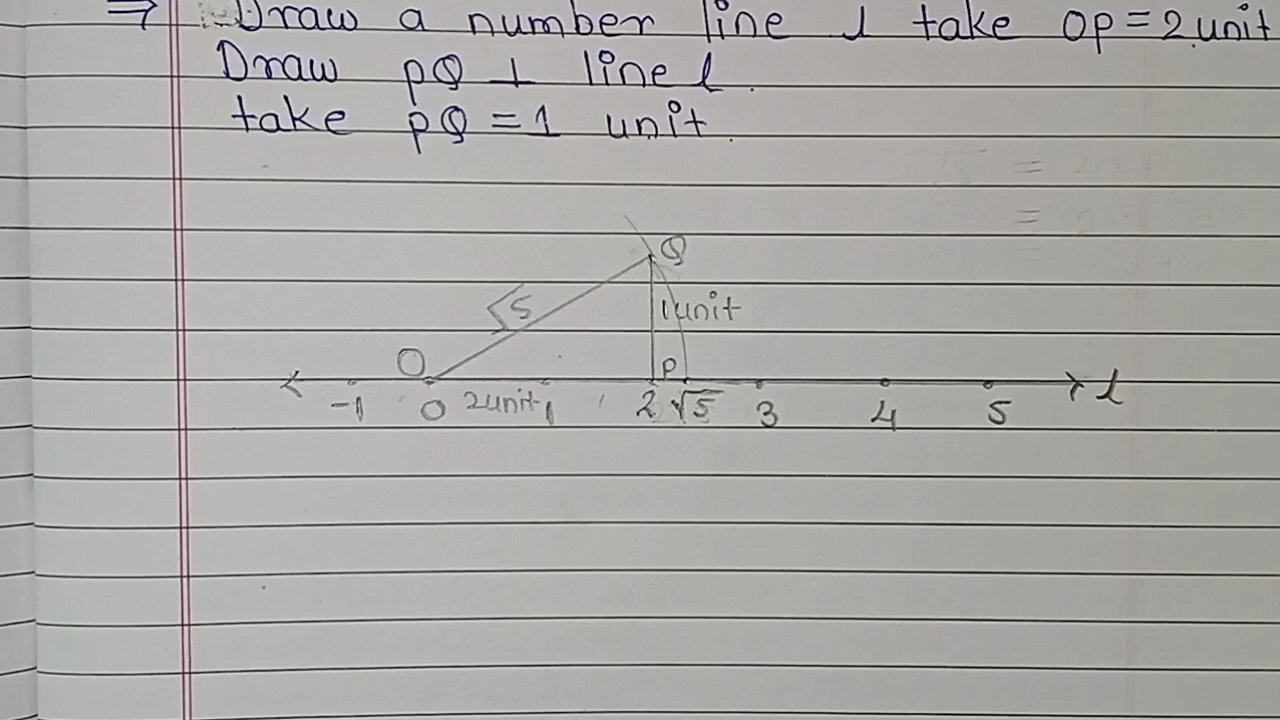 ⇒ Draw a number line l take OP = 2 unit
Draw PQ ⊥ line l.
take PQ = 1 unit.
Q
√5
1 unit
O
P
l
-1 0 2unit 1 2 √5 3 4 5